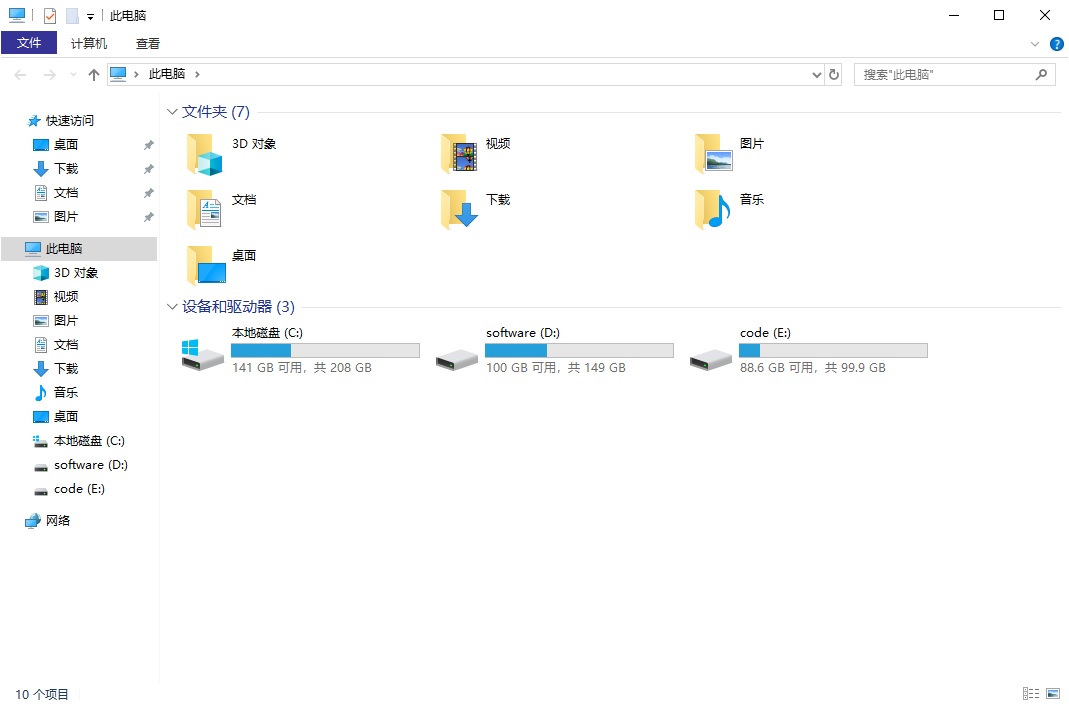 此电脑
文件 计算机 查看
此电脑
搜索"此电脑"
快速访问
桌面
下载
文档
图片
此电脑
3D 对象
视频
图片
文档
下载
音乐
桌面
本地磁盘 (C:)
software (D:)
code (E:)
网络
文件夹 (7)
3D 对象 视频 图片
文档 下载 音乐
桌面
设备和驱动器 (3)
本地磁盘 (C:) software (D:) code (E:)
141 GB 可用，共 208 GB 100 GB 可用，共 149 GB 88.6 GB 可用，共 99.9 GB
10 个项目